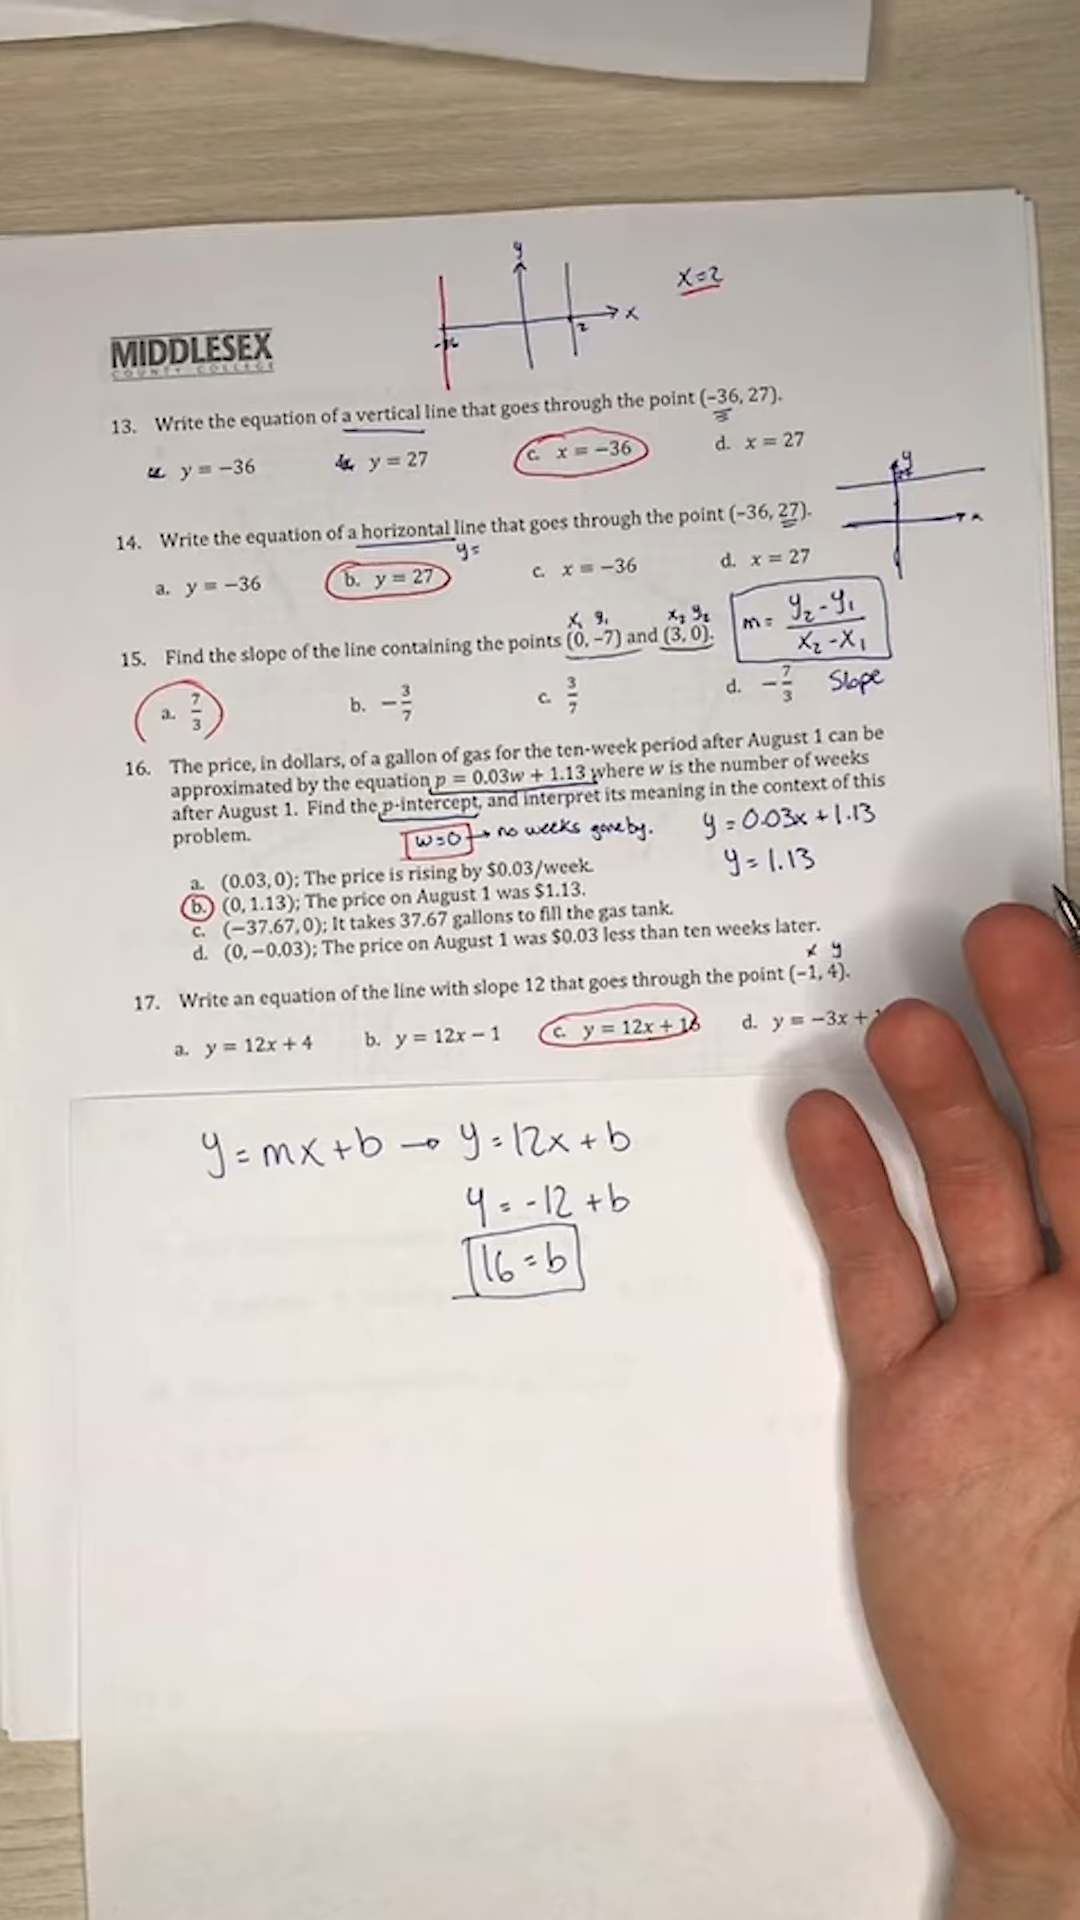 y
x=2
x
-36
2
MIDDLESEX
COUNTY COLLEGE
13. Write the equation of a vertical line that goes through the point (−36, 27).
y = −36 y = 27 c. x = −36 d. x = 27
y
x
14. Write the equation of a horizontal line that goes through the point (−36, 27).
y=
a. y = −36 b. y = 27 c. x = −36 d. x = 27
x₁ y₁ x₂ y₂
m = y₂-y₁ / x₂-x₁
15. Find the slope of the line containing the points (0, −7) and (3, 0).
Slope
a. 7/3 b. −3/7 c. 3/7 d. −7/3
16. The price, in dollars, of a gallon of gas for the ten-week period after August 1 can be
approximated by the equation p = 0.03w + 1.13 where w is the number of weeks
after August 1. Find the p-intercept, and interpret its meaning in the context of this
problem.
w=0 → no weeks gone by.
y = 0.03x + 1.13
y = 1.13
a. (0.03, 0); The price is rising by $0.03/week.
b. (0, 1.13); The price on August 1 was $1.13.
c. (−37.67, 0); It takes 37.67 gallons to fill the gas tank.
d. (0, −0.03); The price on August 1 was $0.03 less than ten weeks later.
x y
17. Write an equation of the line with slope 12 that goes through the point (−1, 4).
a. y = 12x + 4 b. y = 12x − 1 c. y = 12x + 16 d. y = −3x +
y = mx + b → y = 12x + b
4 = -12 + b
16 = b